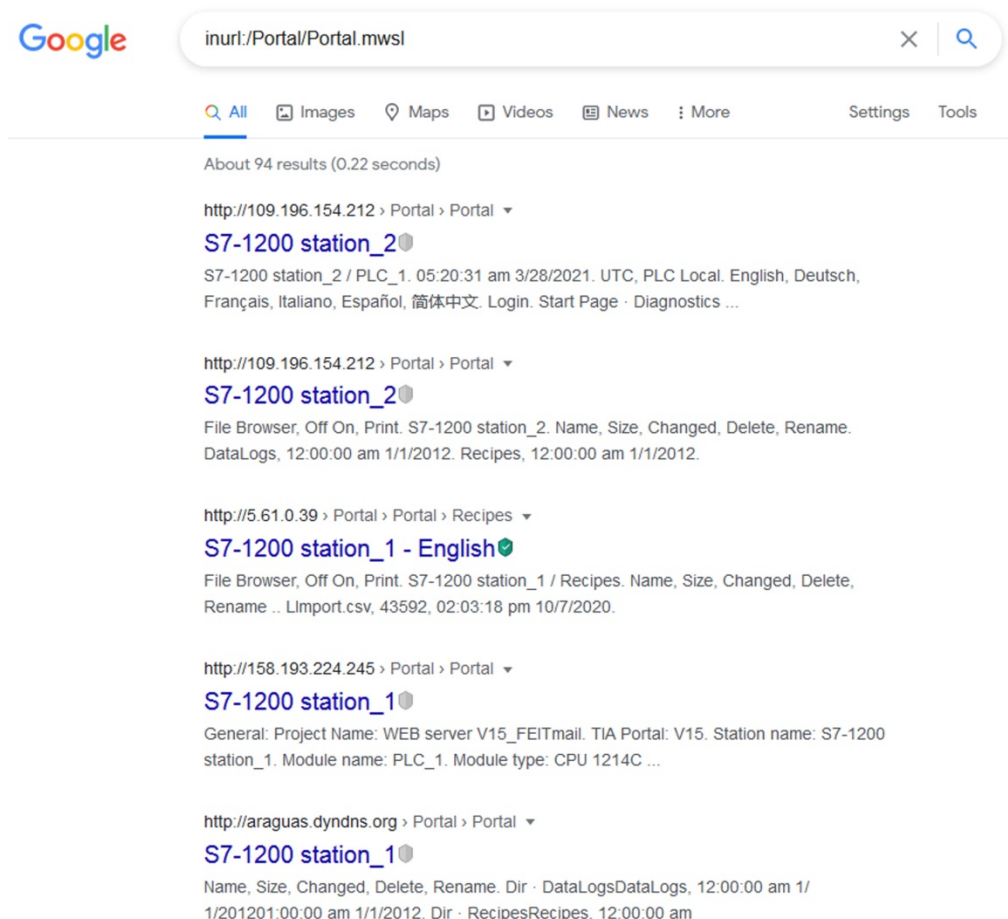 Google
inurl:/Portal/Portal.mwsl
All Images Maps Videos News More Settings Tools
About 94 results (0.22 seconds)
http://109.196.154.212 › Portal › Portal
S7-1200 station_2
S7-1200 station_2 / PLC_1. 05:20:31 am 3/28/2021. UTC, PLC Local. English, Deutsch,
Français, Italiano, Español, 简体中文. Login. Start Page · Diagnostics ...
http://109.196.154.212 › Portal › Portal
S7-1200 station_2
File Browser, Off On, Print. S7-1200 station_2. Name, Size, Changed, Delete, Rename.
DataLogs, 12:00:00 am 1/1/2012. Recipes, 12:00:00 am 1/1/2012.
http://5.61.0.39 › Portal › Portal › Recipes
S7-1200 station_1 - English
File Browser, Off On, Print. S7-1200 station_1 / Recipes. Name, Size, Changed, Delete,
Rename .. LImport.csv, 43592, 02:03:18 pm 10/7/2020.
http://158.193.224.245 › Portal › Portal
S7-1200 station_1
General: Project Name: WEB server V15_FEITmail. TIA Portal: V15. Station name: S7-1200
station_1. Module name: PLC_1. Module type: CPU 1214C ...
http://araguas.dyndns.org › Portal › Portal
S7-1200 station_1
Name, Size, Changed, Delete, Rename. Dir · DataLogsDataLogs, 12:00:00 am 1/
1/201201:00:00 am 1/1/2012. Dir · RecipesRecipes, 12:00:00 am